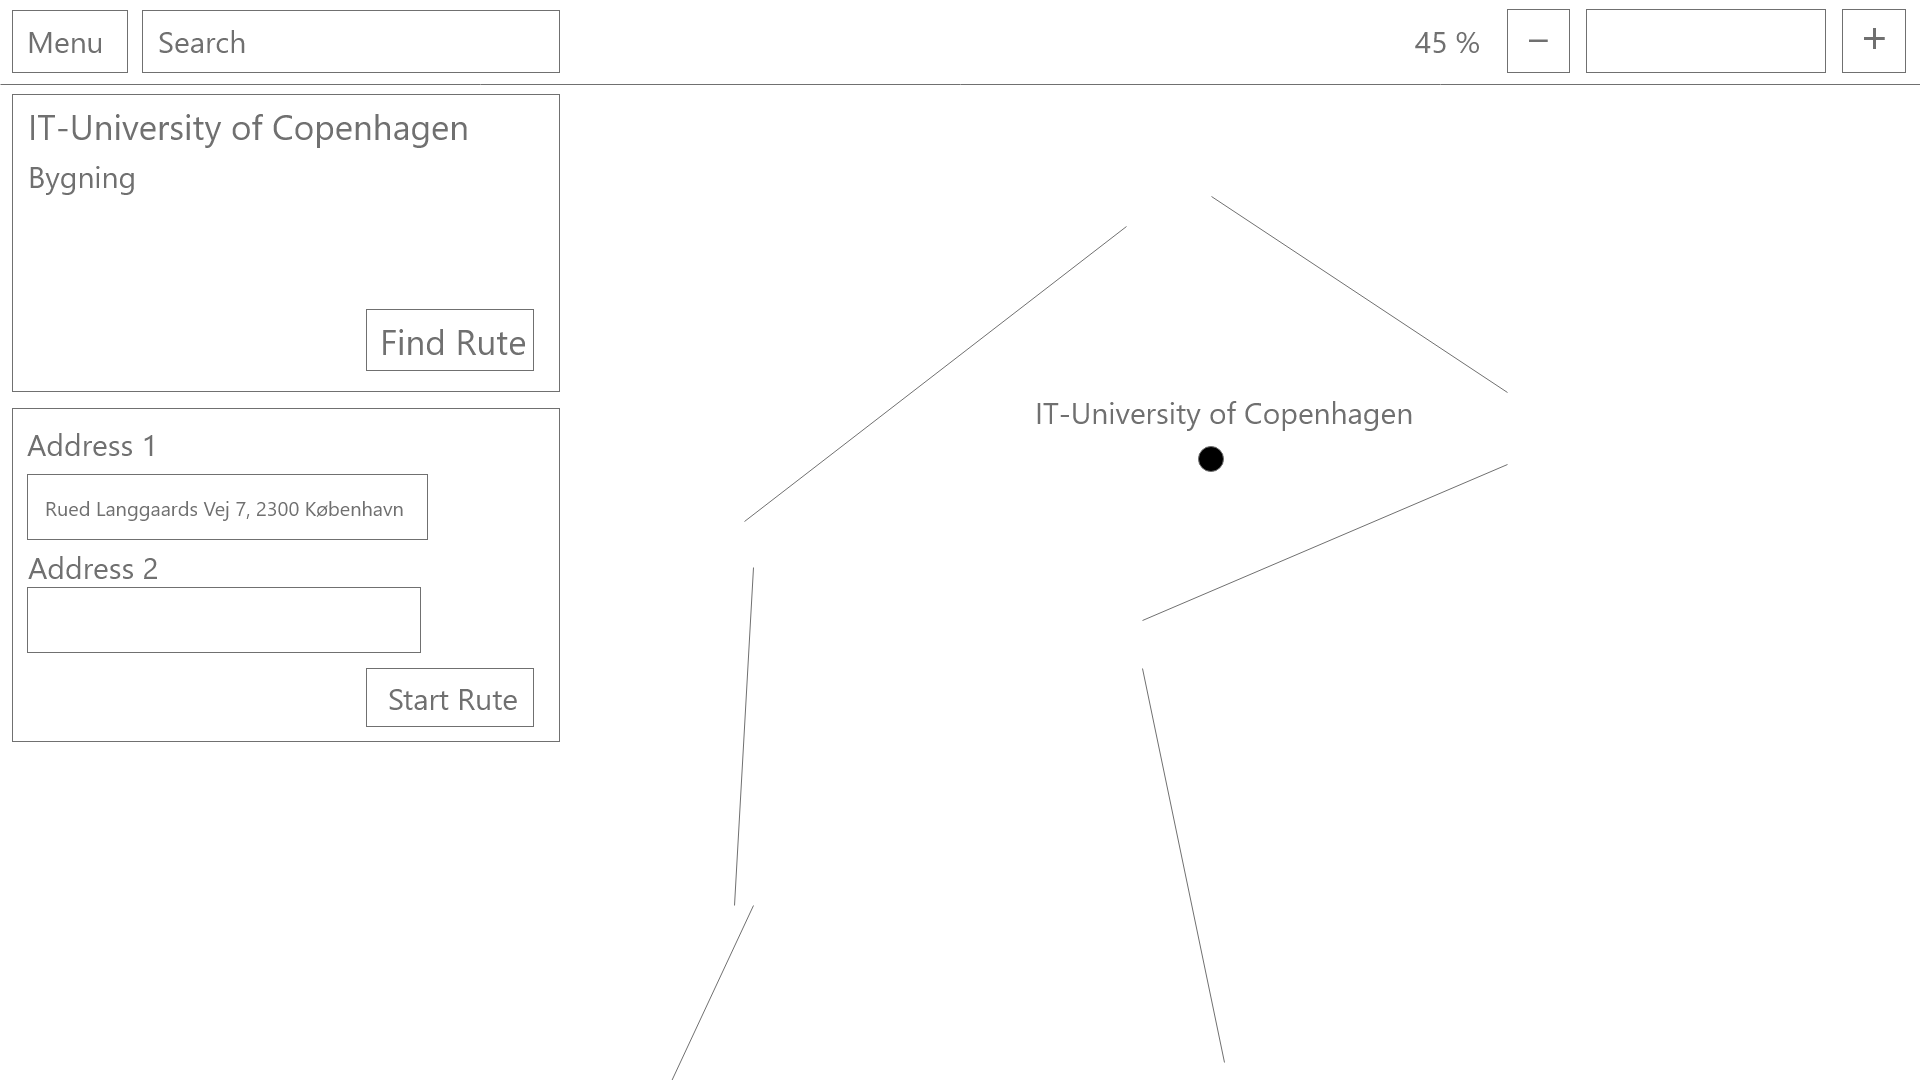 Menu
Search
45 %
−
+
IT-University of Copenhagen
Bygning
Find Rute
Address 1
Rued Langgaards Vej 7, 2300 København
Address 2
Start Rute
IT-University of Copenhagen